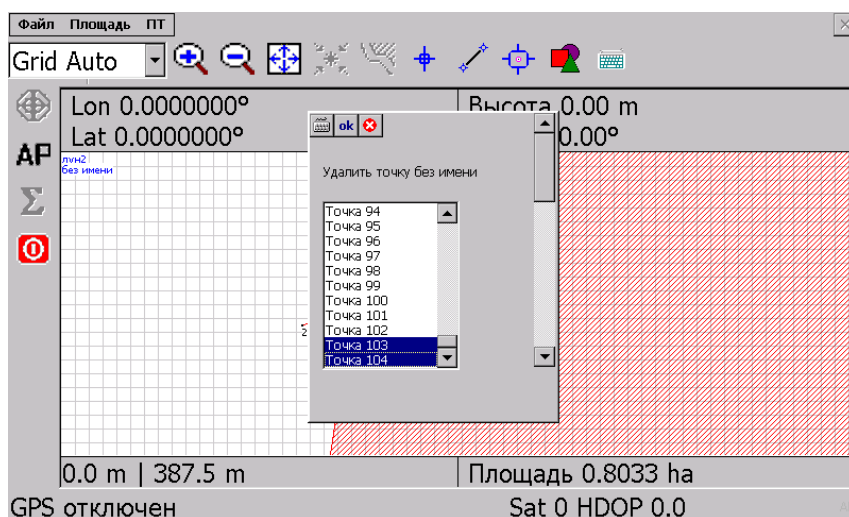 Файл Площадь ПТ
Grid Auto
Lon 0.0000000°
Высота 0.00 m
Lat 0.0000000°
0.00°
AP
лун2
без имени
ok
Удалить точку без имени
Точка 94
Точка 95
Точка 96
Точка 97
Точка 98
Точка 99
Точка 100
Точка 101
Точка 102
Точка 103
Точка 104
2
0.0 m | 387.5 m
Площадь 0.8033 ha
GPS отключен
Sat 0 HDOP 0.0